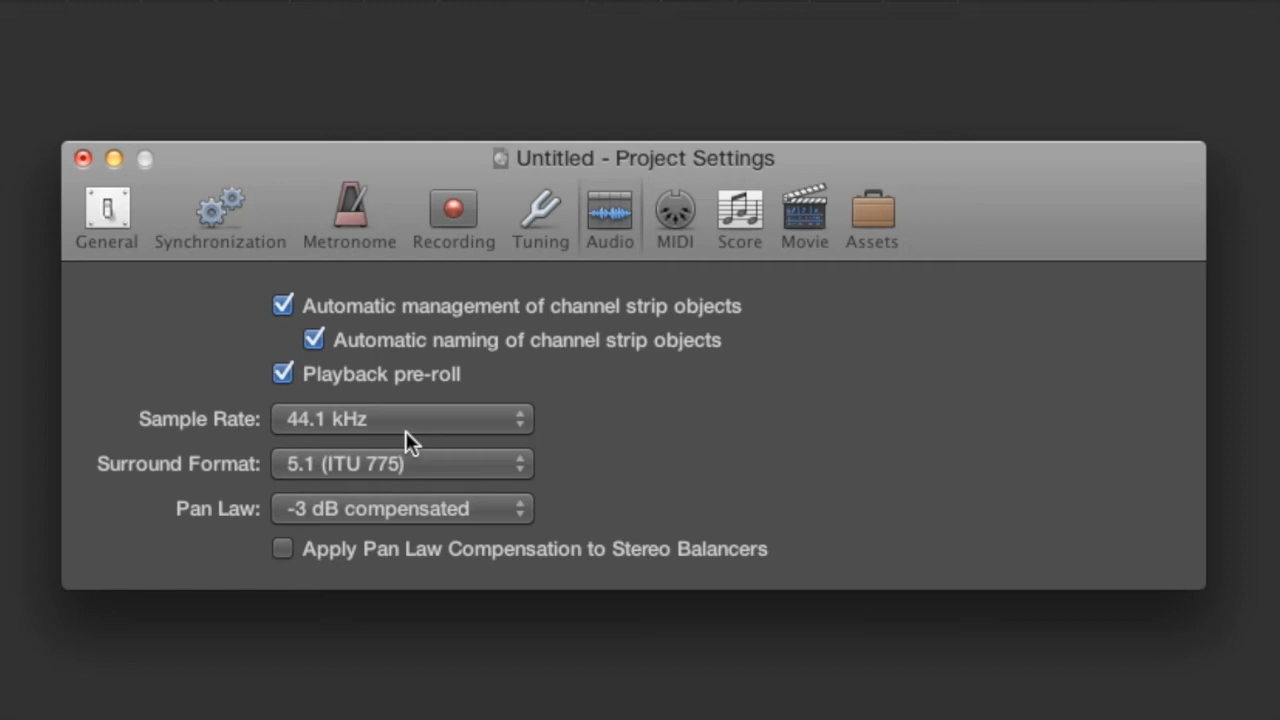 Untitled - Project Settings
General Synchronization Metronome Recording Tuning Audio MIDI Score Movie Assets
Automatic management of channel strip objects
Automatic naming of channel strip objects
Playback pre-roll
Sample Rate: 44.1 kHz
Surround Format: 5.1 (ITU 775)
Pan Law: -3 dB compensated
Apply Pan Law Compensation to Stereo Balancers